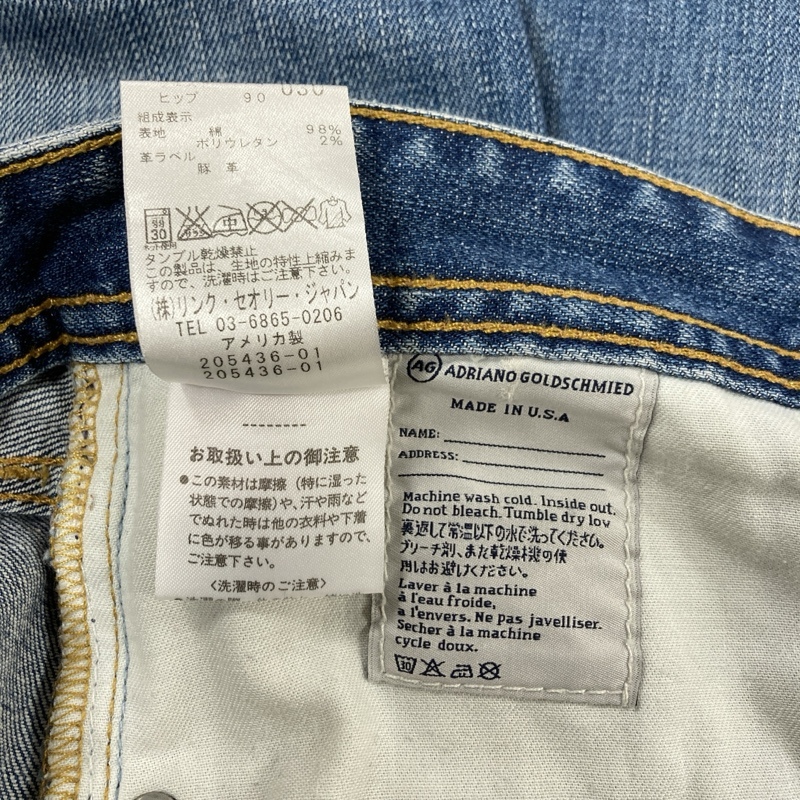 ヒップ 90 030
組成表示
表地 綿 98%
ポリウレタン 2%
革ラベル
豚 革
30
中
ネット使用
タンブル乾燥禁止
この製品は、生地の特性上縮みま
すので、洗濯時はご注意下さい。
(株)リンク・セオリー・ジャパン
TEL 03-6865-0206
アメリカ製
205436-01
205436-01
--------
お取扱い上の御注意
●この素材は摩擦(特に湿った
状態での摩擦)や、汗や雨など
でぬれた時は他の衣料や下着
に色が移る事がありますので、
ご注意下さい。
〈洗濯時のご注意〉
AG ADRIANO GOLDSCHMIED
MADE IN U.S.A
NAME:
ADDRESS:
Machine wash cold. Inside out.
Do not bleach. Tumble dry low
裏返して常温以下の水で洗ってください。
ブリーチ剤、また乾燥機の使
用はお避けください。
Laver à la machine
à l'eau froide,
a l'envers. Ne pas javelliser.
Secher à la machine
cycle doux.
30